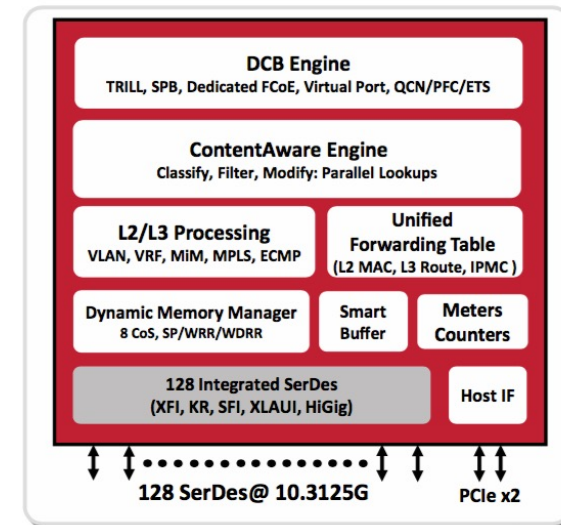 DCB Engine
TRILL, SPB, Dedicated FCoE, Virtual Port, QCN/PFC/ETS
ContentAware Engine
Classify, Filter, Modify: Parallel Lookups
L2/L3 Processing
VLAN, VRF, MiM, MPLS, ECMP
Unified
Forwarding Table
(L2 MAC, L3 Route, IPMC )
Dynamic Memory Manager
8 CoS, SP/WRR/WDRR
Smart
Buffer
Meters
Counters
128 Integrated SerDes
(XFI, KR, SFI, XLAUI, HiGig)
Host IF
128 SerDes@ 10.3125G
PCIe x2